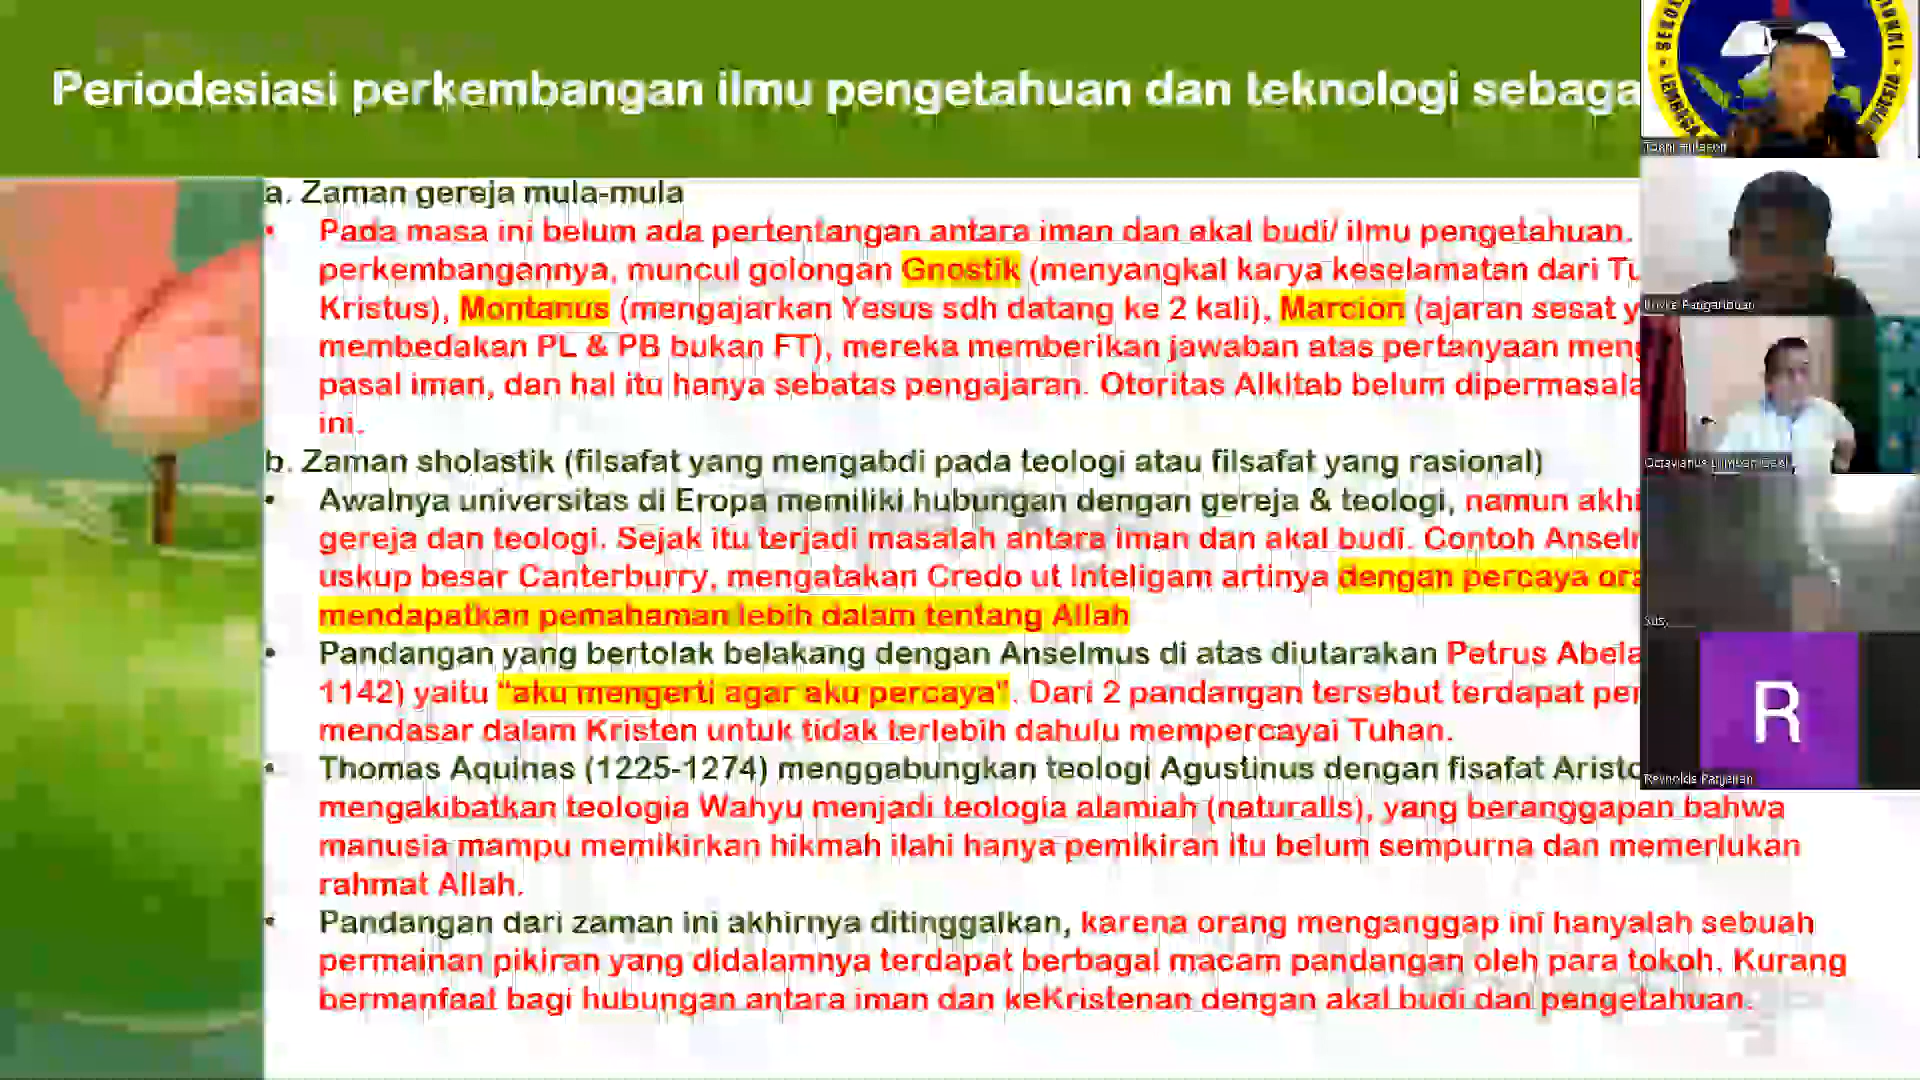 Periodesiasi perkembangan ilmu pengetahuan dan teknologi sebaga
a. Zaman gereja mula-mula
• Pada masa ini belum ada pertentangan antara iman dan akal budi/ ilmu pengetahuan.
perkembangannya, muncul golongan Gnostik (menyangkal karya keselamatan dari Tu
Kristus), Montanus (mengajarkan Yesus sdh datang ke 2 kali), Marcion (ajaran sesat y
membedakan PL & PB bukan FT), mereka memberikan jawaban atas pertanyaan men
pasal iman, dan hal itu hanya sebatas pengajaran. Otoritas Alkitab belum dipermasala
ini.
b. Zaman sholastik (filsafat yang mengabdi pada teologi atau filsafat yang rasional)
• Awalnya universitas di Eropa memiliki hubungan dengan gereja & teologi, namun akhi
gereja dan teologi. Sejak itu terjadi masalah antara iman dan akal budi. Contoh Ansel
uskup besar Canterburry, mengatakan Credo ut Inteligam artinya dengan percaya ora
mendapatkan pemahaman lebih dalam tentang Allah
• Pandangan yang bertolak belakang dengan Anselmus di atas diutarakan Petrus Abela
1142) yaitu "aku mengerti agar aku percaya". Dari 2 pandangan tersebut terdapat per
mendasar dalam Kristen untuk tidak terlebih dahulu mempercayai Tuhan.
• Thomas Aquinas (1225-1274) menggabungkan teologi Agustinus dengan fisafat Aristo
mengakibatkan teologia Wahyu menjadi teologia alamiah (naturalls), yang beranggapan bahwa
manusia mampu memikirkan hikmah ilahi hanya pemikiran itu belum sempurna dan memerlukan
rahmat Allah.
• Pandangan dari zaman ini akhirnya ditinggalkan, karena orang menganggap ini hanyalah sebuah
permainan pikiran yang didalamnya terdapat berbagai macam pandangan oleh para tokoh. Kurang
bermanfaat bagi hubungan antara iman dan keKristenan dengan akal budi dan pengetahuan.
Pangaribuan
Octavianus
Susy
R
Reynolds Panjaitan